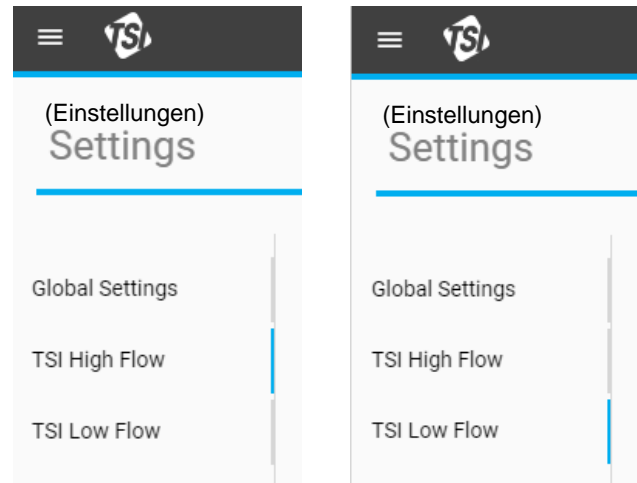 TSI
(Einstellungen)
Settings
Global Settings
TSI High Flow
TSI Low Flow
TSI
(Einstellungen)
Settings
Global Settings
TSI High Flow
TSI Low Flow